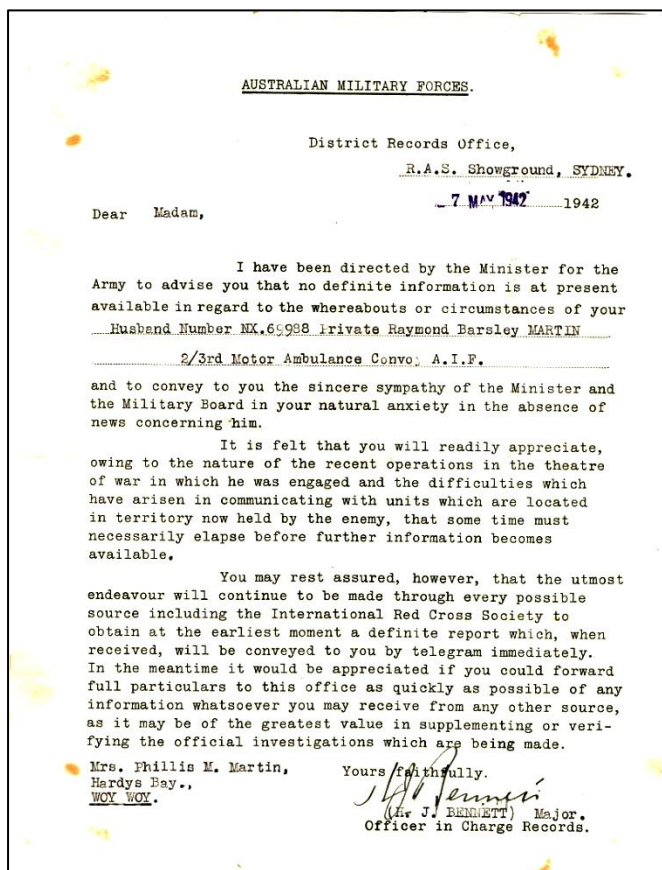 AUSTRALIAN MILITARY FORCES.
District Records Office,
R.A.S. Showground, SYDNEY.
7 MAY 1942 1942
Dear Madam,
I have been directed by the Minister for the
Army to advise you that no definite information is at present
available in regard to the whereabouts or circumstances of your
Husband Number NX.69988 Private Raymond Barsley MARTIN
2/3rd Motor Ambulance Convoy A.I.F.
and to convey to you the sincere sympathy of the Minister and
the Military Board in your natural anxiety in the absence of
news concerning him.
It is felt that you will readily appreciate,
owing to the nature of the recent operations in the theatre
of war in which he was engaged and the difficulties which
have arisen in communicating with units which are located
in territory now held by the enemy, that some time must
necessarily elapse before further information becomes
available.
You may rest assured, however, that the utmost
endeavour will continue to be made through every possible
source including the International Red Cross Society to
obtain at the earliest moment a definite report which, when
received, will be conveyed to you by telegram immediately.
In the meantime it would be appreciated if you could forward
full particulars to this office as quickly as possible of any
information whatsoever you may receive from any other source,
as it may be of the greatest value in supplementing or veri-
fying the official investigations which are being made.
Mrs. Phillis M. Martin,
Hardys Bay.,
WOY WOY.
Yours faithfully.
H J Bennett
(H. J. BENNETT) Major.
Officer in Charge Records.